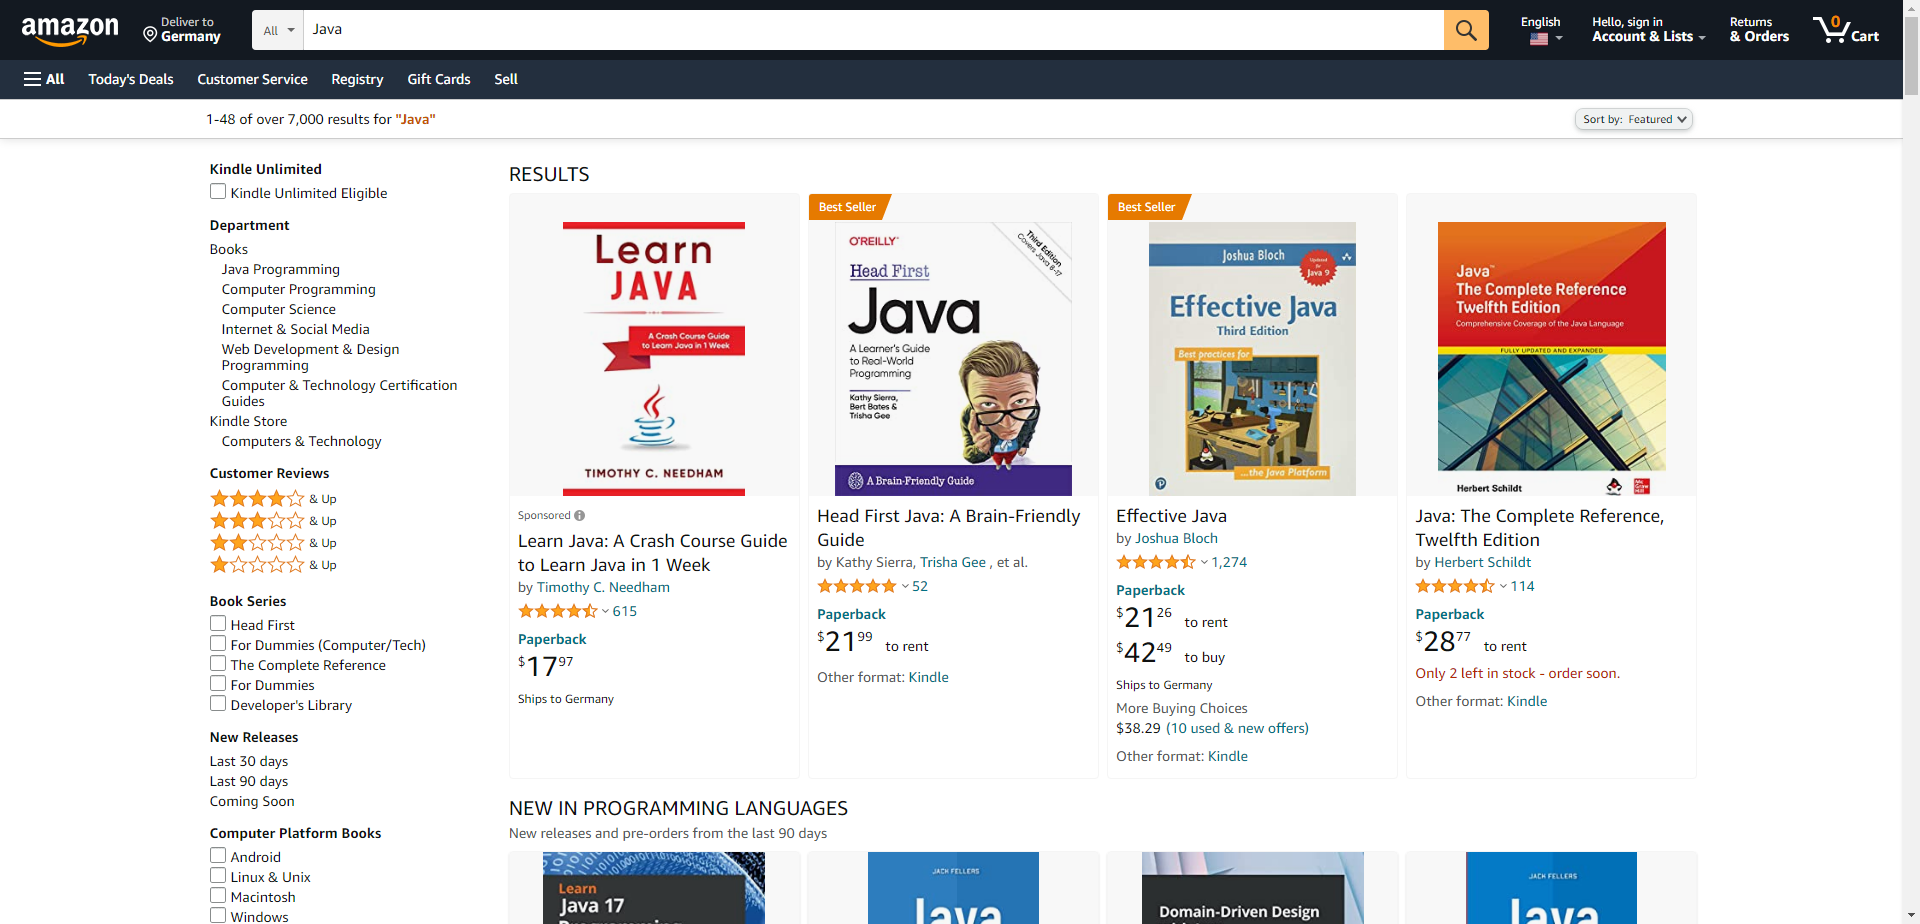 amazon
Deliver to
Germany
All
Java
English
Hello, sign in
Account & Lists
Returns
& Orders
0
Cart
All
Today's Deals
Customer Service
Registry
Gift Cards
Sell
1-48 of over 7,000 results for "Java"
Sort by: Featured
Kindle Unlimited
Kindle Unlimited Eligible
Department
Books
Java Programming
Computer Programming
Computer Science
Internet & Social Media
Web Development & Design
Programming
Computer & Technology Certification
Guides
Kindle Store
Computers & Technology
Customer Reviews
& Up
& Up
& Up
& Up
Book Series
Head First
For Dummies (Computer/Tech)
The Complete Reference
For Dummies
Developer's Library
New Releases
Last 30 days
Last 90 days
Coming Soon
Computer Platform Books
Android
Linux & Unix
Macintosh
Windows
RESULTS
Learn
JAVA
A Crash Course Guide
to Learn Java in 1 Week
TIMOTHY C. NEEDHAM
Sponsored
Learn Java: A Crash Course Guide
to Learn Java in 1 Week
by Timothy C. Needham
615
Paperback
$1797
Ships to Germany
Best Seller
O'REILLY
Third Edition
Covers Java 8-17
Head First
Java
A Learner's Guide
to Real-World
Programming
Kathy Sierra,
Bert Bates &
Trisha Gee
A Brain-Friendly Guide
Head First Java: A Brain-Friendly
Guide
by Kathy Sierra, Trisha Gee , et al.
52
Paperback
$2199 to rent
Other format: Kindle
Best Seller
Joshua Bloch
Updated
for
Java 9
Effective Java
Third Edition
Best practices for
...the Java Platform
Effective Java
by Joshua Bloch
1,274
Paperback
$2126 to rent
$4249 to buy
Ships to Germany
More Buying Choices
$38.29 (10 used & new offers)
Other format: Kindle
Java™
The Complete Reference
Twelfth Edition
Comprehensive Coverage of the Java Language
FULLY UPDATED AND EXPANDED
Herbert Schildt
Mc
Graw
Hill
Java: The Complete Reference,
Twelfth Edition
by Herbert Schildt
114
Paperback
$2877 to rent
Only 2 left in stock - order soon.
Other format: Kindle
NEW IN PROGRAMMING LANGUAGES
New releases and pre-orders from the last 90 days
Learn
Java 17
JACK FELLERS
Java
Domain-Driven Design
JACK FELLERS
Java